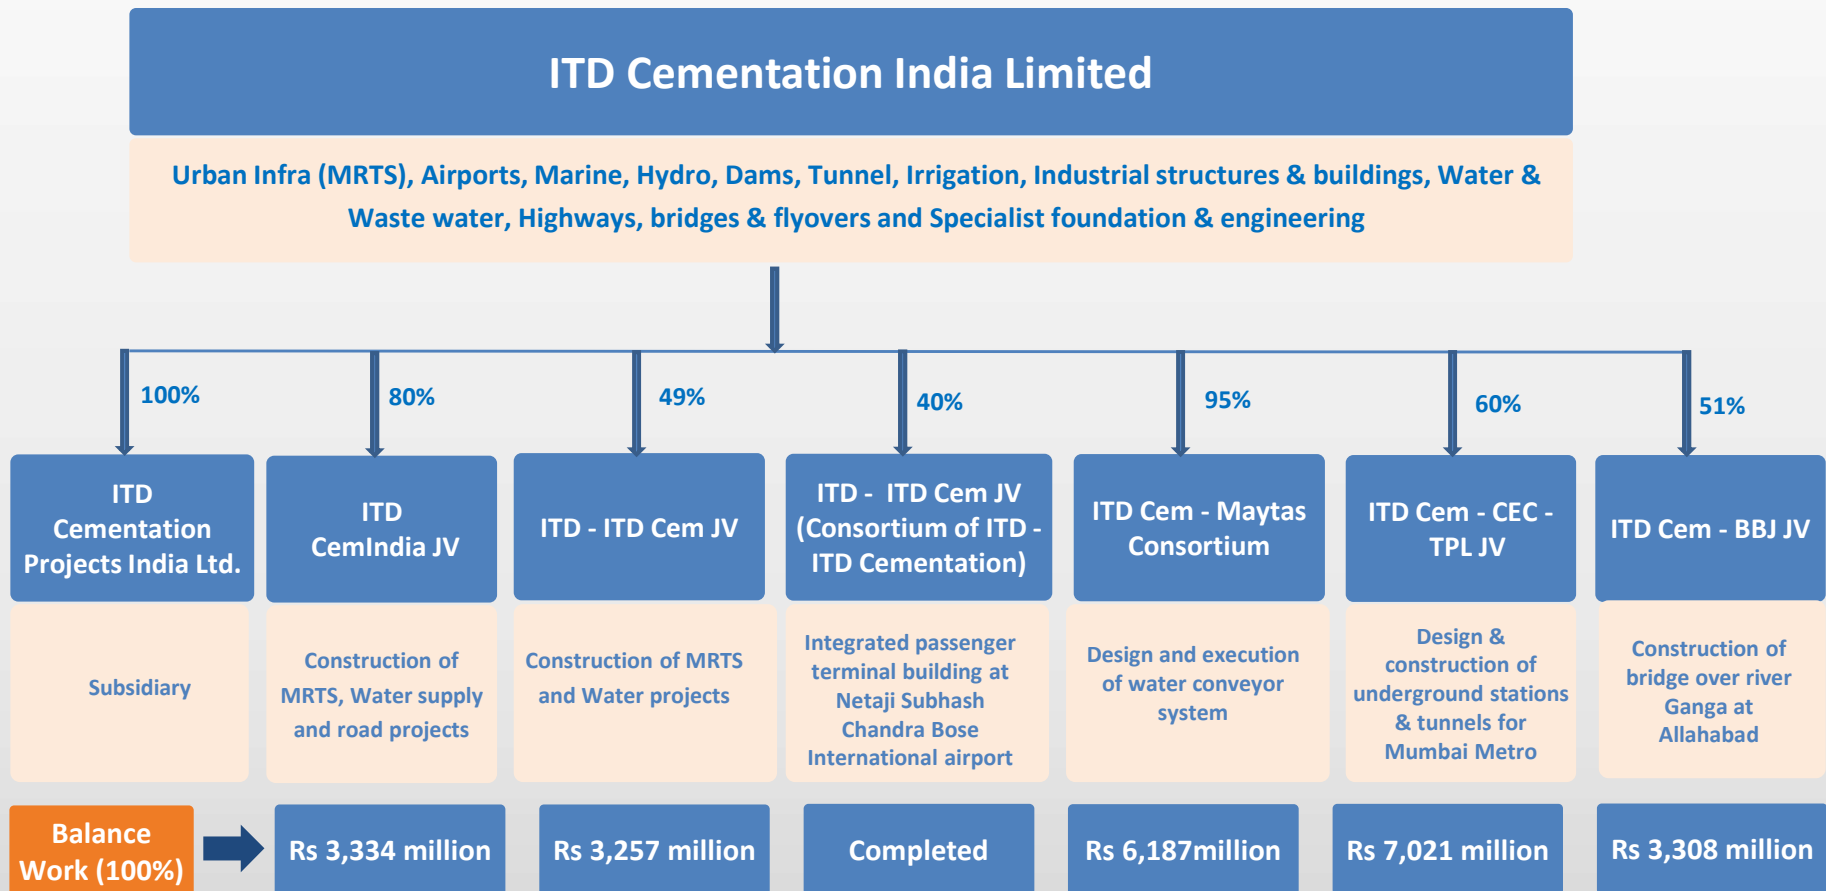 ITD Cementation India Limited
Urban Infra (MRTS), Airports, Marine, Hydro, Dams, Tunnel, Irrigation, Industrial structures & buildings, Water &
Waste water, Highways, bridges & flyovers and Specialist foundation & engineering
100%
80%
49%
40%
95%
60%
51%
ITD
Cementation
Projects India Ltd.
ITD
CemIndia JV
ITD - ITD Cem JV
ITD - ITD Cem JV
(Consortium of ITD -
ITD Cementation)
ITD Cem - Maytas
Consortium
ITD Cem - CEC -
TPL JV
ITD Cem - BBJ JV
Subsidiary
Construction of
MRTS, Water supply
and road projects
Construction of MRTS
and Water projects
Integrated passenger
terminal building at
Netaji Subhash
Chandra Bose
International airport
Design and execution
of water conveyor
system
Design &
construction of
underground stations
& tunnels for
Mumbai Metro
Construction of
bridge over river
Ganga at
Allahabad
Balance
Work (100%)
Rs 3,334 million
Rs 3,257 million
Completed
Rs 6,187million
Rs 7,021 million
Rs 3,308 million